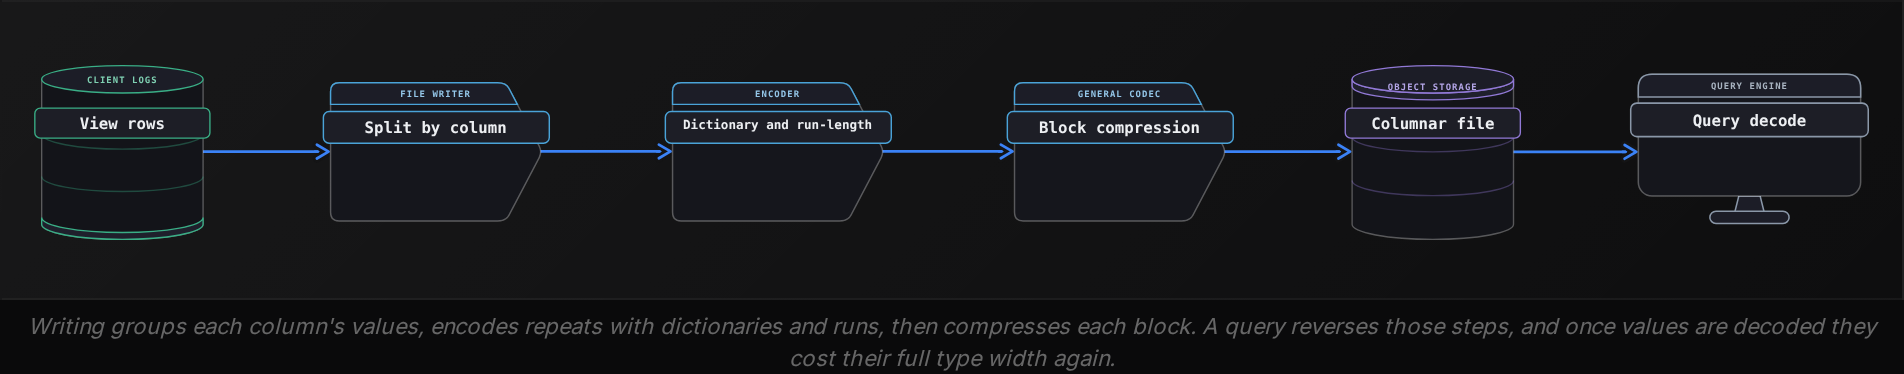 CLIENT LOGS
View rows
FILE WRITER
Split by column
ENCODER
Dictionary and run-length
GENERAL CODEC
Block compression
OBJECT STORAGE
Columnar file
QUERY ENGINE
Query decode
Writing groups each column's values, encodes repeats with dictionaries and runs, then compresses each block. A query reverses those steps, and once values are decoded they
cost their full type width again.